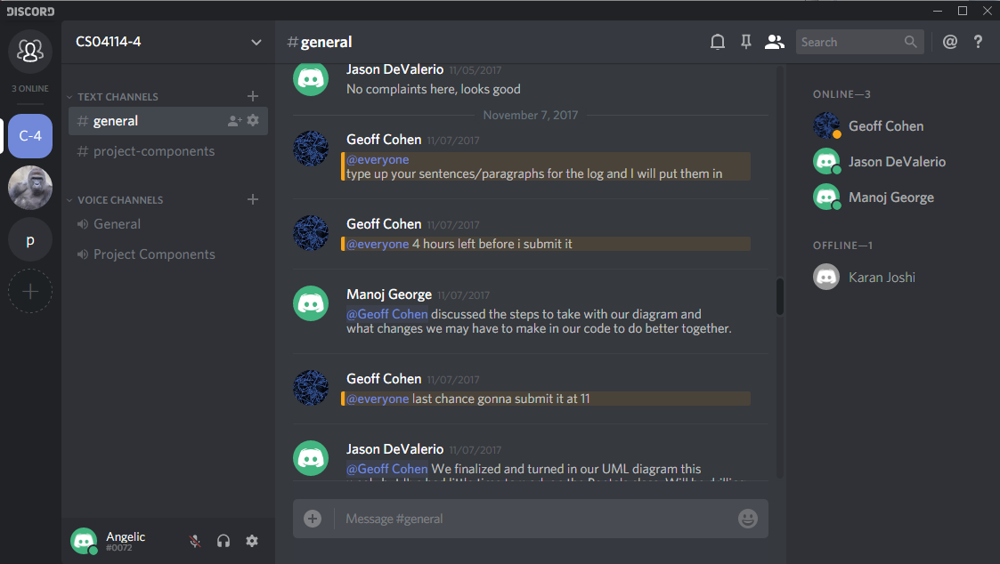 DISCORD
CS04114-4
#general
Search
@
?
3 ONLINE
C-4
p
TEXT CHANNELS
# general
# project-components
VOICE CHANNELS
General
Project Components
Jason DeValerio 11/05/2017
No complaints here, looks good
November 7, 2017
Geoff Cohen 11/07/2017
@everyone
type up your sentences/paragraphs for the log and I will put them in
Geoff Cohen 11/07/2017
@everyone 4 hours left before i submit it
Manoj George 11/07/2017
@Geoff Cohen discussed the steps to take with our diagram and
what changes we may have to make in our code to do better together.
Geoff Cohen 11/07/2017
@everyone last chance gonna submit it at 11
Jason DeValerio 11/07/2017
@Geoff Cohen We finalized and turned in our UML diagram this
Message #general
ONLINE—3
Geoff Cohen
Jason DeValerio
Manoj George
OFFLINE—1
Karan Joshi
Angelic
#0072